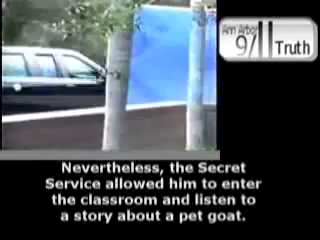 Ann Arbor
9/11 Truth
Nevertheless, the Secret
Service allowed him to enter
the classroom and listen to
a story about a pet goat.